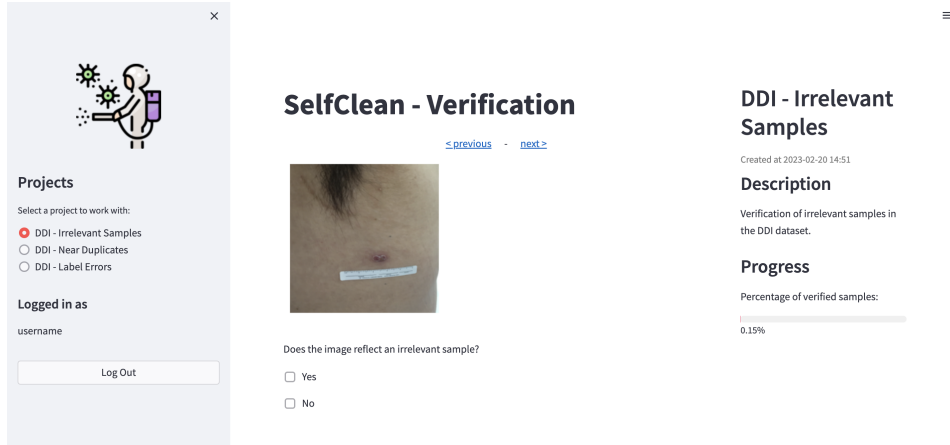 Projects
Select a project to work with:
DDI - Irrelevant Samples
DDI - Near Duplicates
DDI - Label Errors
Logged in as
username
Log Out
SelfClean - Verification
< previous - next >
Does the image reflect an irrelevant sample?
Yes
No
DDI - Irrelevant
Samples
Created at 2023-02-20 14:51
Description
Verification of irrelevant samples in
the DDI dataset.
Progress
Percentage of verified samples:
0.15%